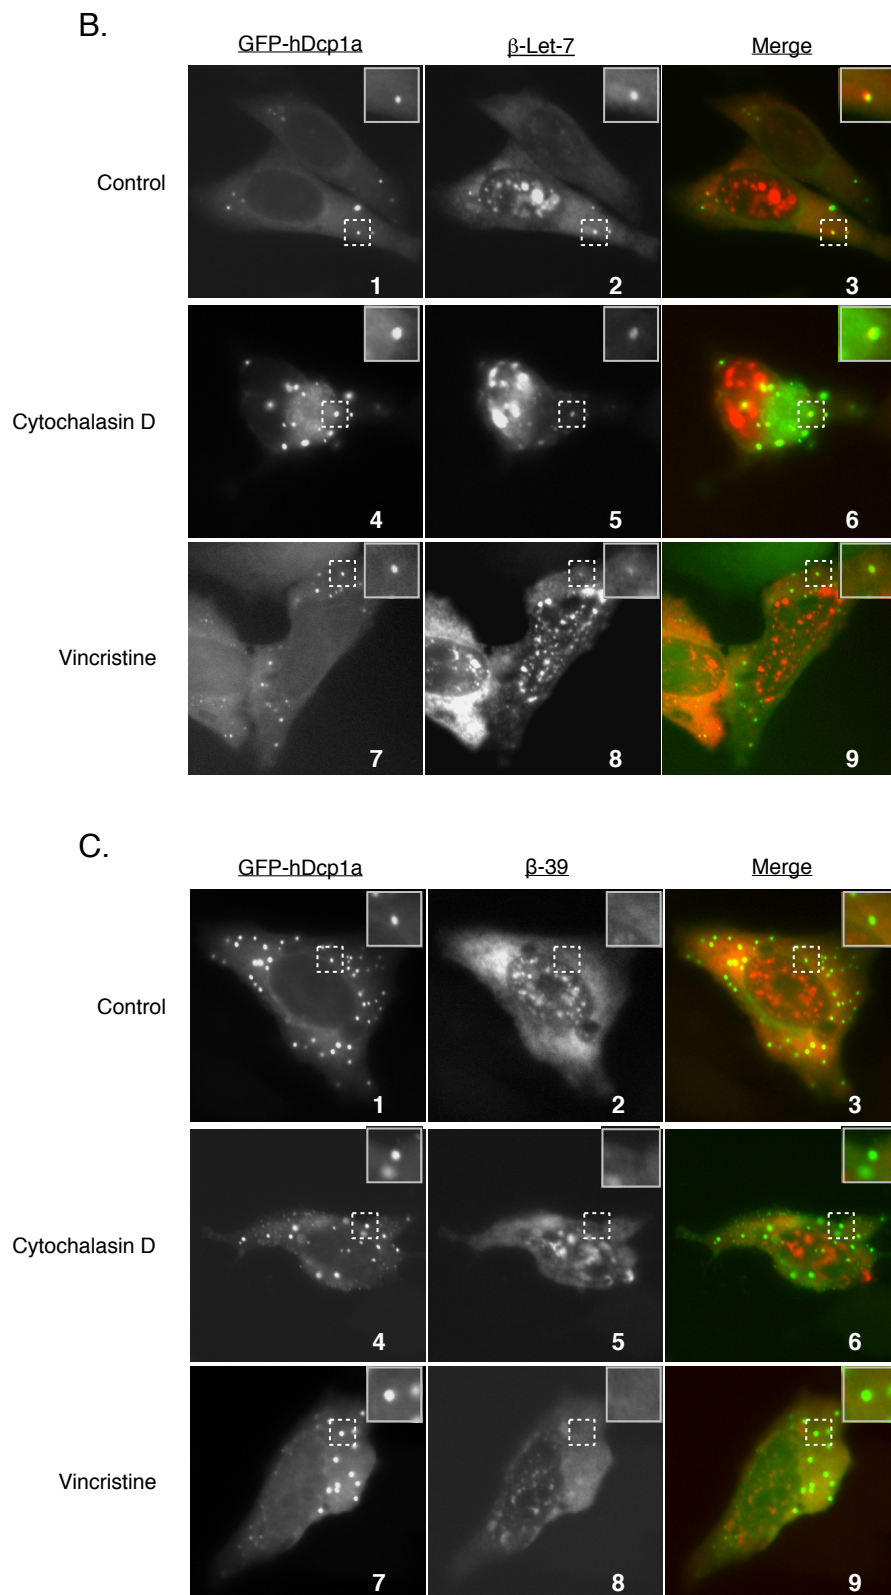 B.
GFP-hDcp1a β-Let-7 Merge
Control
1 2 3
Cytochalasin D
4 5 6
Vincristine
7 8 9
C.
GFP-hDcp1a β-39 Merge
Control
1 2 3
Cytochalasin D
4 5 6
Vincristine
7 8 9